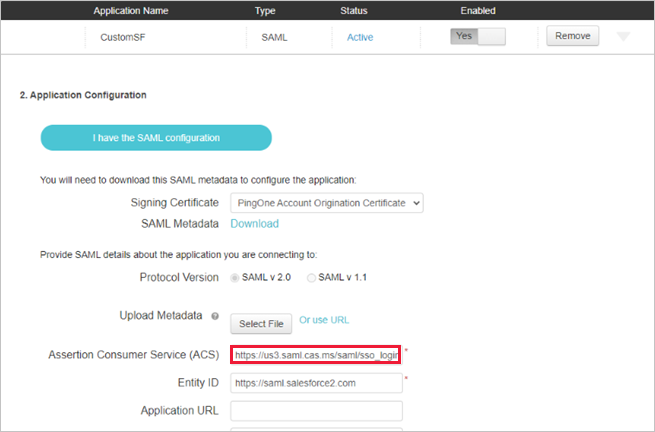 Application Name Type Status Enabled
CustomSF SAML Active Yes Remove
2. Application Configuration
I have the SAML configuration
You will need to download this SAML metadata to configure the application:
Signing Certificate PingOne Account Origination Certificate
SAML Metadata Download
Provide SAML details about the application you are connecting to:
Protocol Version SAML v 2.0 SAML v 1.1
Upload Metadata ? Select File Or use URL
Assertion Consumer Service (ACS) https://us3.saml.cas.ms/saml/sso_login *
Entity ID https://saml.salesforce2.com *
Application URL